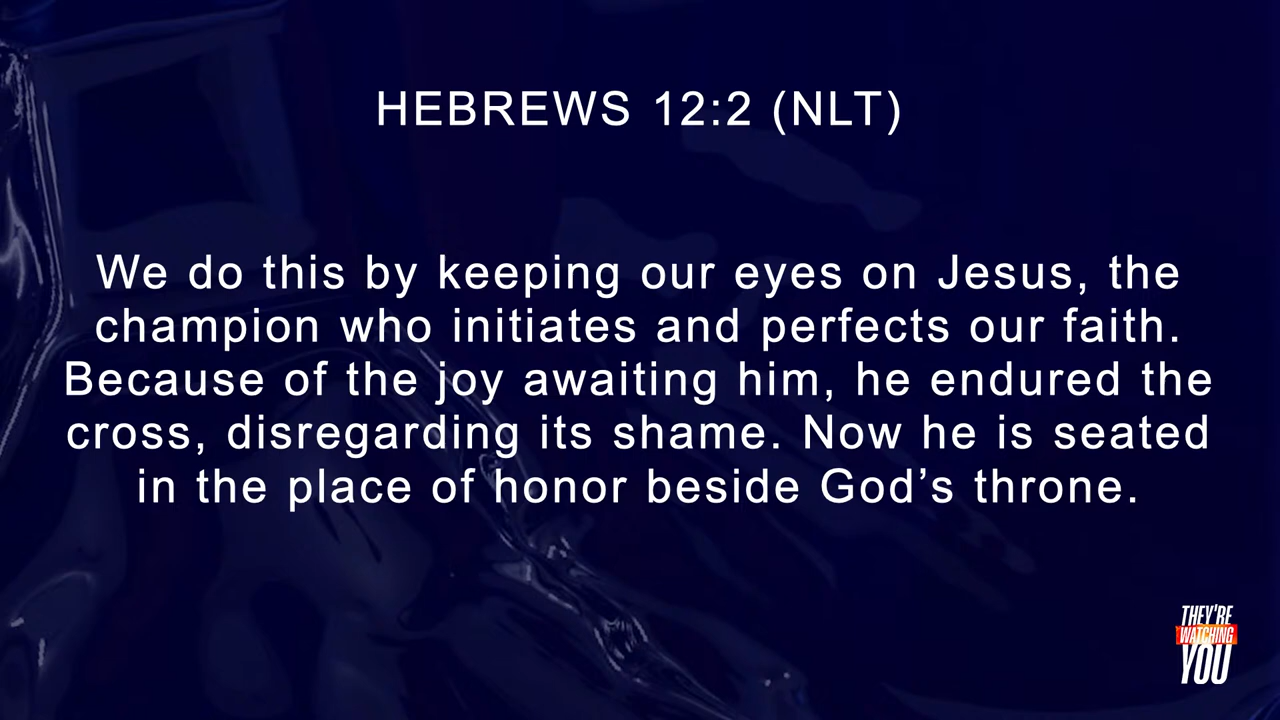 HEBREWS 12:2 (NLT)
We do this by keeping our eyes on Jesus, the
champion who initiates and perfects our faith.
Because of the joy awaiting him, he endured the
cross, disregarding its shame. Now he is seated
in the place of honor beside God’s throne.
THEY'RE
WATCHING
YOU